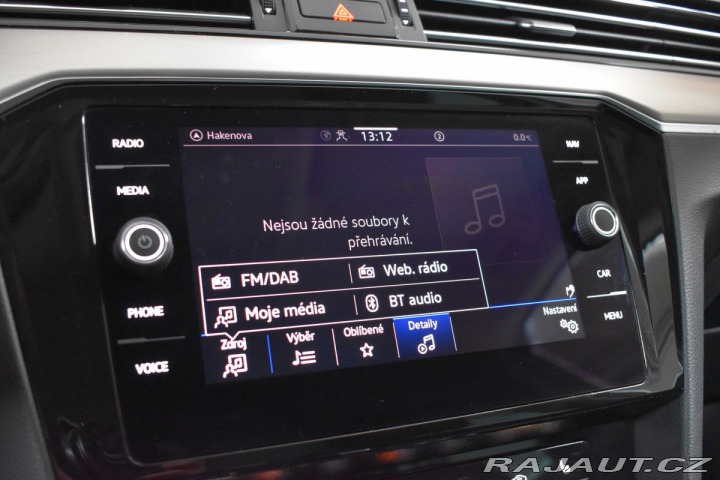 RADIO
MEDIA
PHONE
VOICE
Hakenova
13:12
2
0.0°C
Nejsou žádné soubory k
přehrávání.
FM/DAB
Web. rádio
Moje média
BT audio
Zdroj
Výběr
Oblíbené
Detaily
Nastavení
NAV
APP
CAR
MENU
RAJAUT.CZ